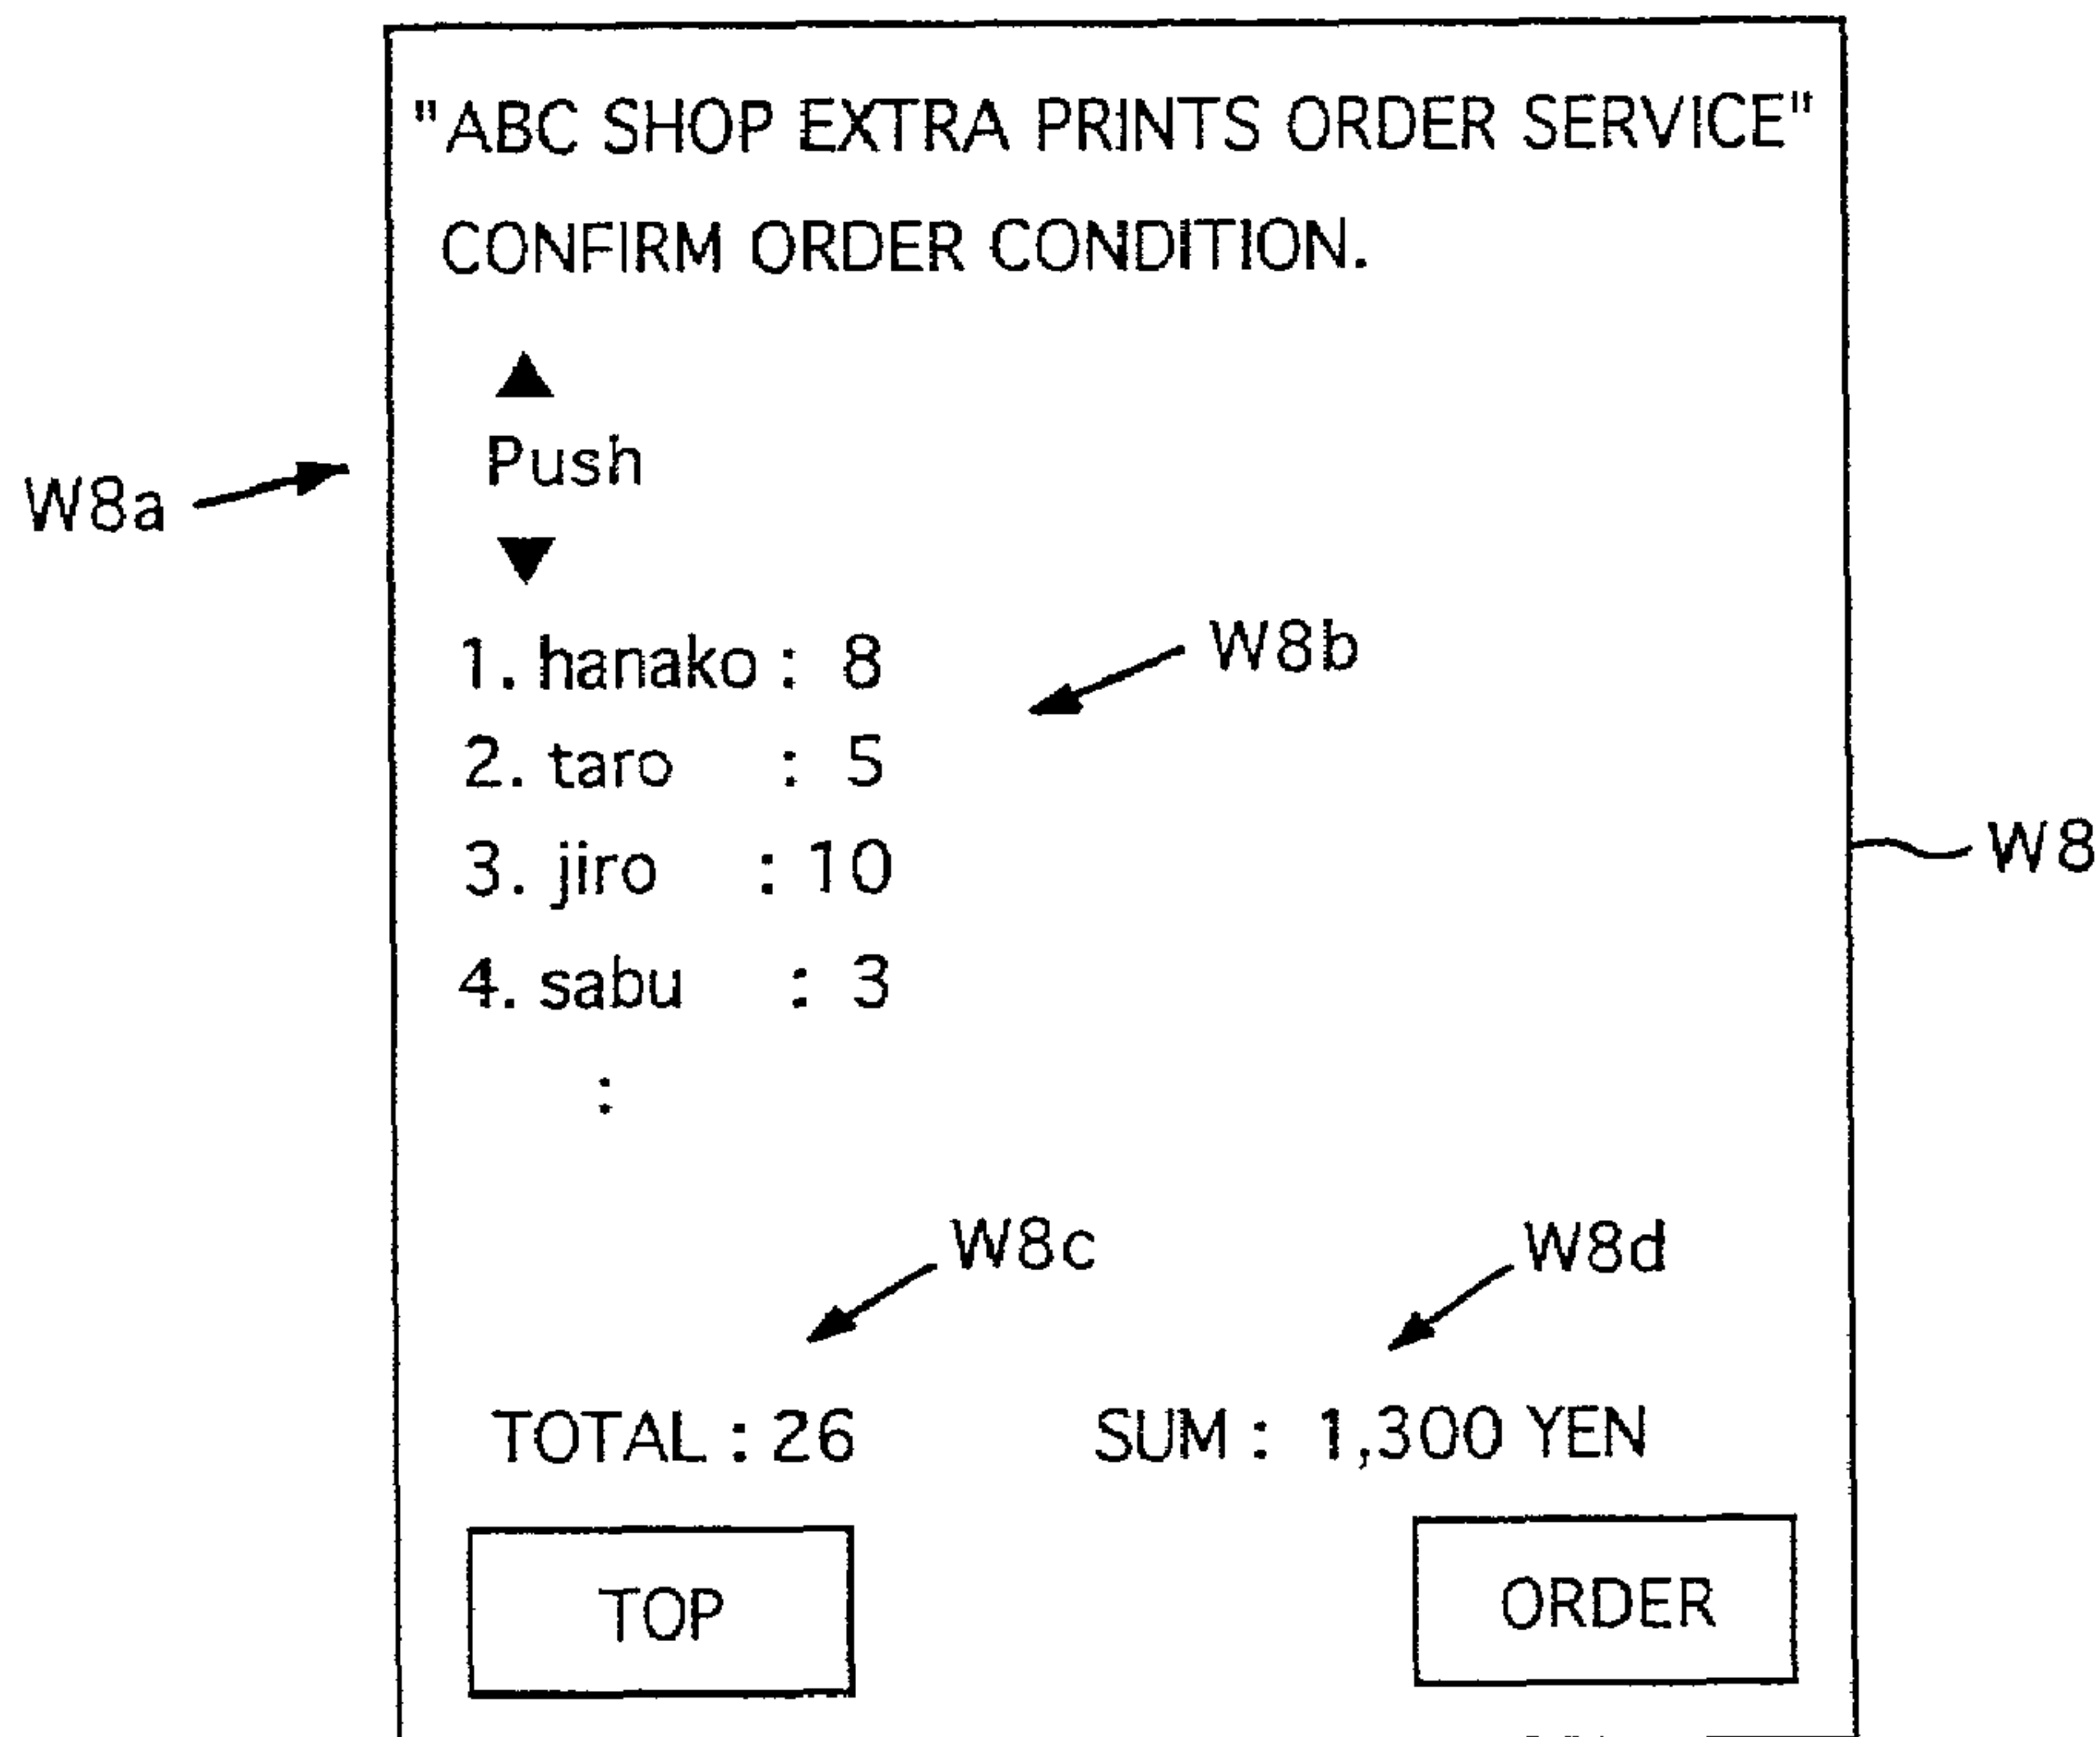 "ABC SHOP EXTRA PRINTS ORDER SERVICE"
CONFIRM ORDER CONDITION.
▲
Push
W8a
▼
1. hanako : 8
W8b
2. taro : 5
3. jiro : 10
W8
4. sabu : 3
:
W8c
W8d
TOTAL : 26
SUM : 1,300 YEN
TOP
ORDER